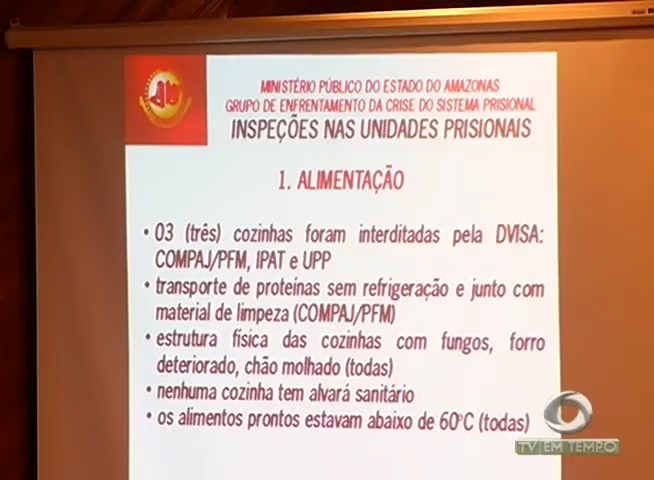 MINISTÉRIO PÚBLICO DO ESTADO DO AMAZONAS
GRUPO DE ENFRENTAMENTO DA CRISE DO SISTEMA PRISIONAL
INSPEÇÕES NAS UNIDADES PRISIONAIS
1. ALIMENTAÇÃO
• 03 (três) cozinhas foram interditadas pela DVISA:
COMPAJ/PFM, IPAT e UPP
• transporte de proteínas sem refrigeração e junto com
material de limpeza (COMPAJ/PFM)
• estrutura física das cozinhas com fungos, forro
deteriorado, chão molhado (todas)
• nenhuma cozinha tem alvará sanitário
• os alimentos prontos estavam abaixo de 60°C (todas)
TV EM TEMPO